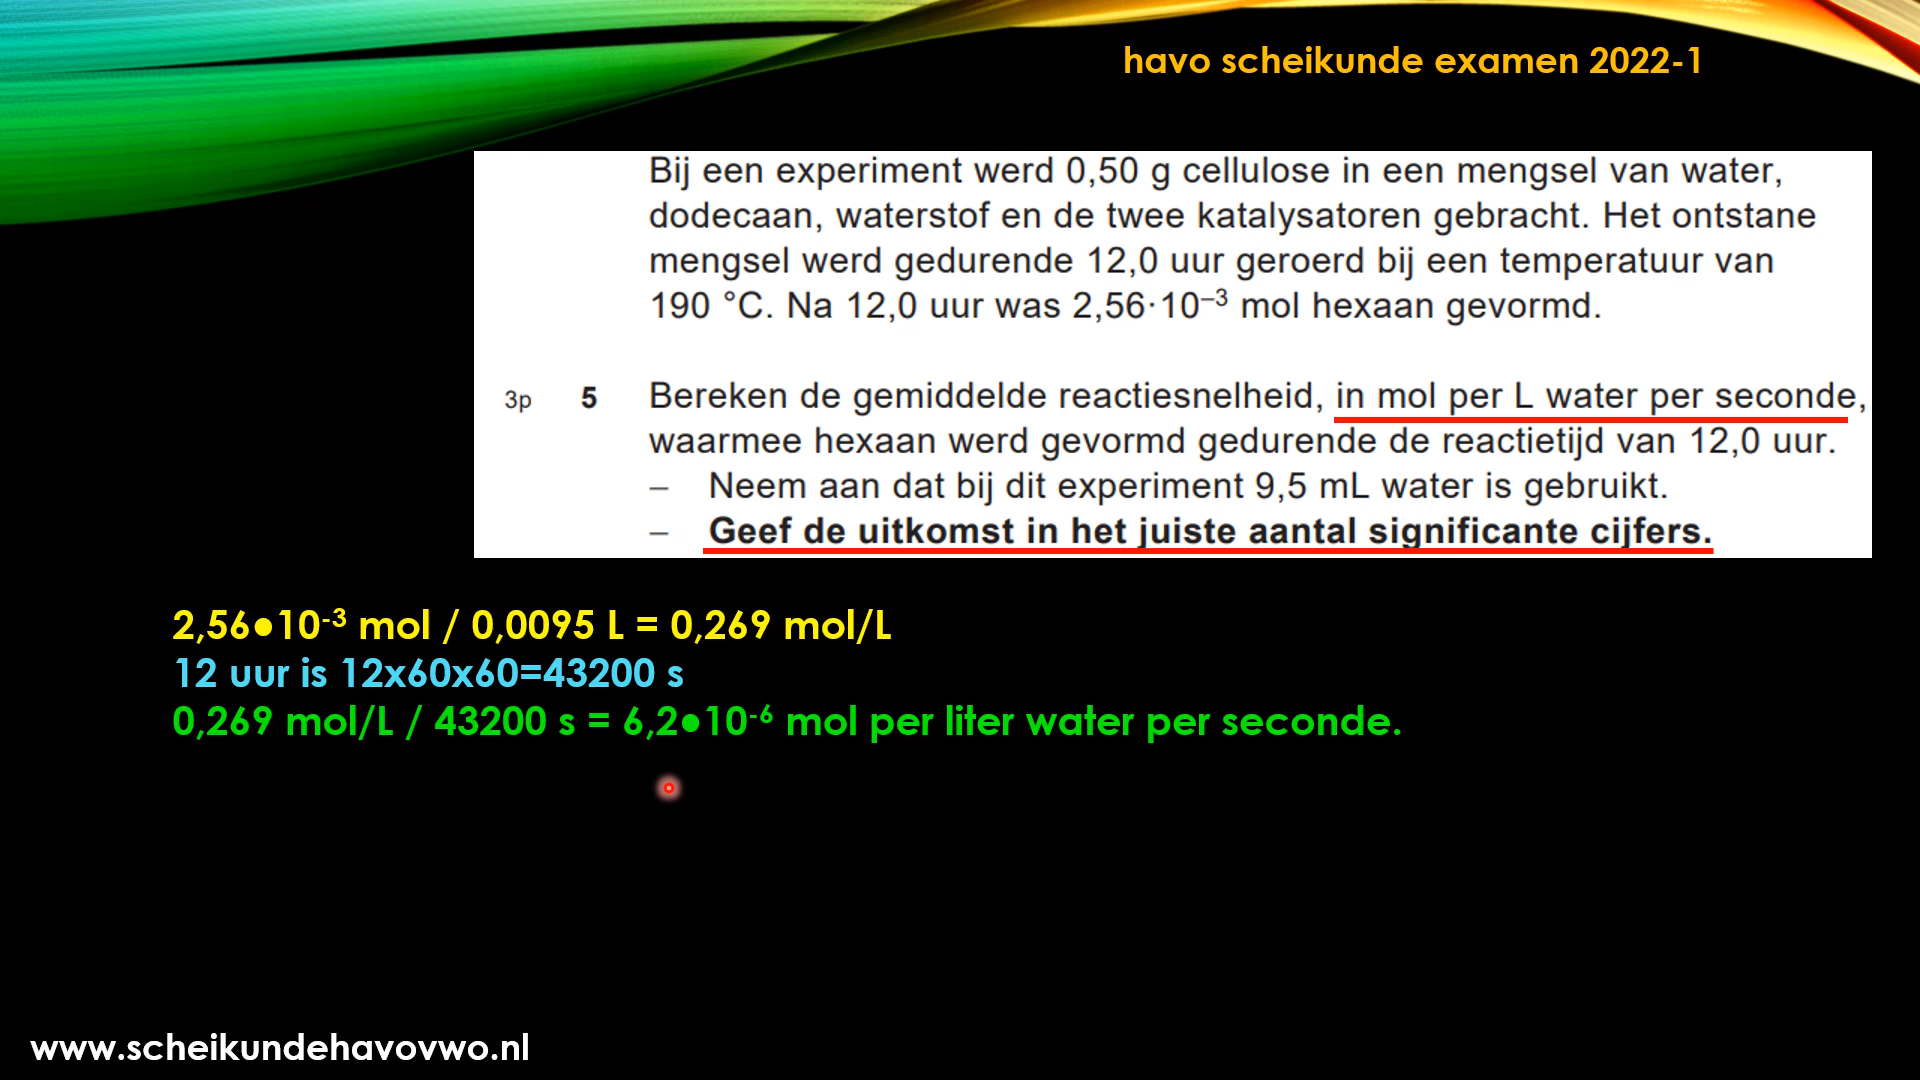 havo scheikunde examen 2022-1
Bij een experiment werd 0,50 g cellulose in een mengsel van water,
dodecaan, waterstof en de twee katalysatoren gebracht. Het ontstane
mengsel werd gedurende 12,0 uur geroerd bij een temperatuur van
190 °C. Na 12,0 uur was 2,56·10⁻³ mol hexaan gevormd.
3p 5 Bereken de gemiddelde reactiesnelheid, in mol per L water per seconde,
waarmee hexaan werd gevormd gedurende de reactietijd van 12,0 uur.
– Neem aan dat bij dit experiment 9,5 mL water is gebruikt.
– Geef de uitkomst in het juiste aantal significante cijfers.
2,56●10⁻³ mol / 0,0095 L = 0,269 mol/L
12 uur is 12x60x60=43200 s
0,269 mol/L / 43200 s = 6,2●10⁻⁶ mol per liter water per seconde.
www.scheikundehavovwo.nl